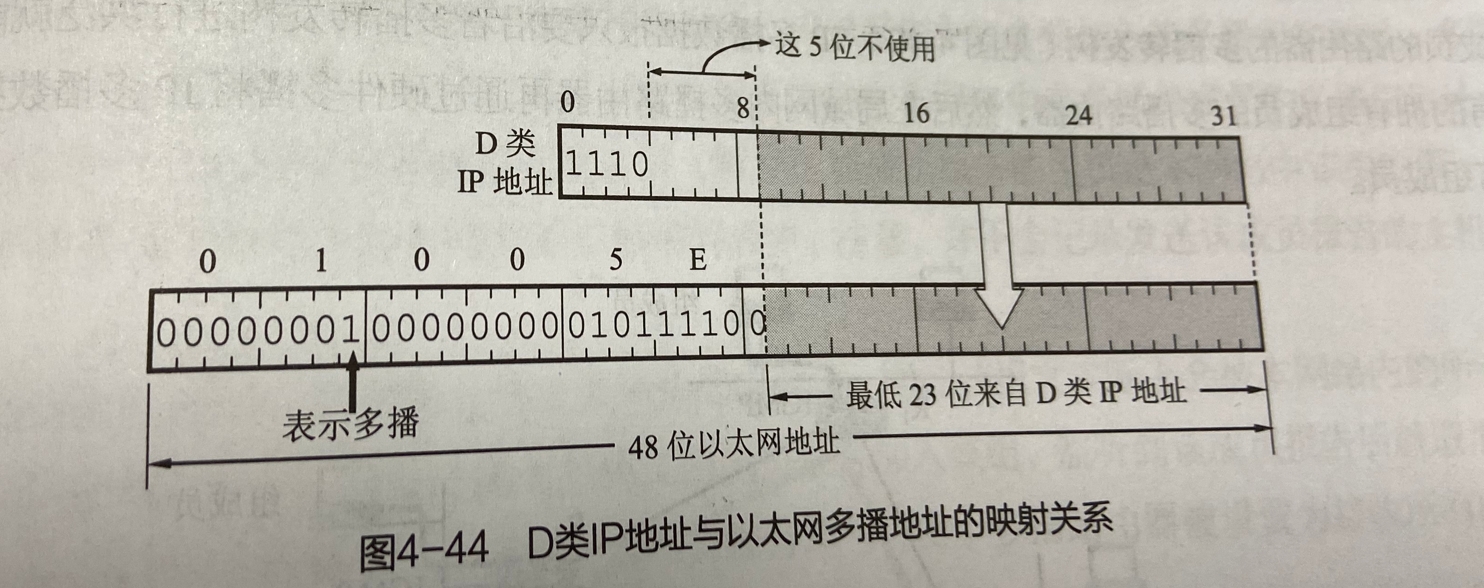 这 5 位不使用
0 8 16 24 31
D 类
IP 地址
1110
0 1 0 0 5 E
00000001 00000000 01011110 0
最低 23 位来自 D 类 IP 地址
表示多播
48 位以太网地址
图4-44 D类IP地址与以太网多播地址的映射关系